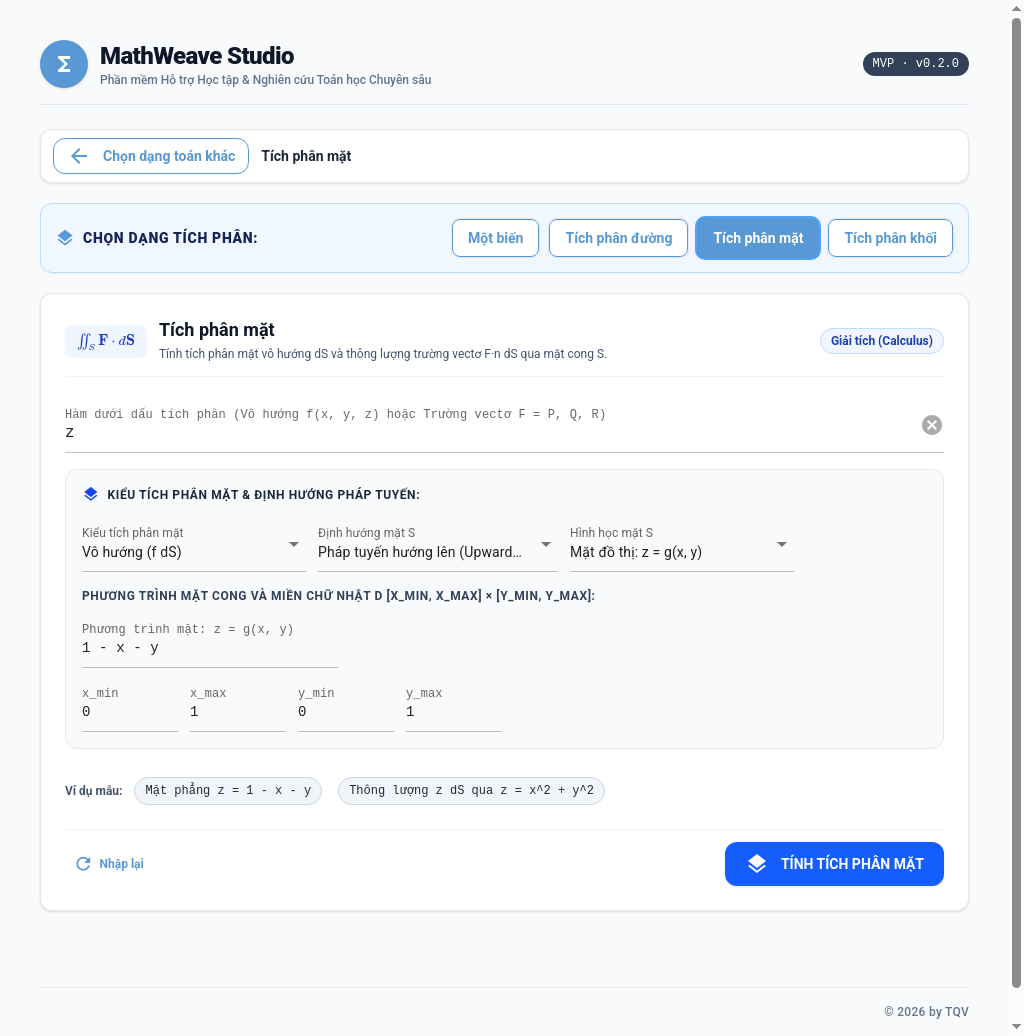 Σ
MathWeave Studio
Phần mềm Hỗ trợ Học tập & Nghiên cứu Toán học Chuyên sâu
MVP · v0.2.0
Chọn dạng toán khác
Tích phân mặt
CHỌN DẠNG TÍCH PHÂN:
Một biến
Tích phân đường
Tích phân mặt
Tích phân khối
∬_S F · dS
Tích phân mặt
Tính tích phân mặt vô hướng dS và thông lượng trường vectơ F·n dS qua mặt cong S.
Giải tích (Calculus)
Hàm dưới dấu tích phân (Vô hướng f(x, y, z) hoặc Trường vectơ F = P, Q, R)
z
KIỂU TÍCH PHÂN MẶT & ĐỊNH HƯỚNG PHÁP TUYẾN:
Kiểu tích phân mặt
Vô hướng (f dS)
Định hướng mặt S
Pháp tuyến hướng lên (Upward...
Hình học mặt S
Mặt đồ thị: z = g(x, y)
PHƯƠNG TRÌNH MẶT CONG VÀ MIỀN CHỮ NHẬT D [X_MIN, X_MAX] × [Y_MIN, Y_MAX]:
Phương trình mặt: z = g(x, y)
1 - x - y
x_min
0
x_max
1
y_min
0
y_max
1
Ví dụ mẫu:
Mặt phẳng z = 1 - x - y
Thông lượng z dS qua z = x^2 + y^2
Nhập lại
TÍNH TÍCH PHÂN MẶT
© 2026 by TQV